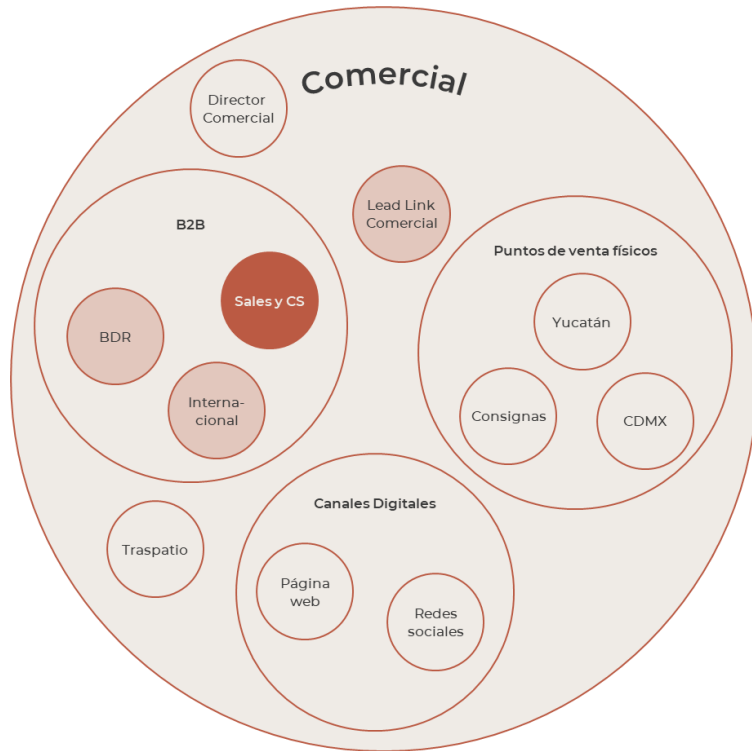 Comercial
Director
Comercial
Lead Link
Comercial
B2B
Sales y CS
BDR
Interna-
cional
Puntos de venta físicos
Yucatán
Consignas
CDMX
Traspatio
Canales Digitales
Página
web
Redes
sociales